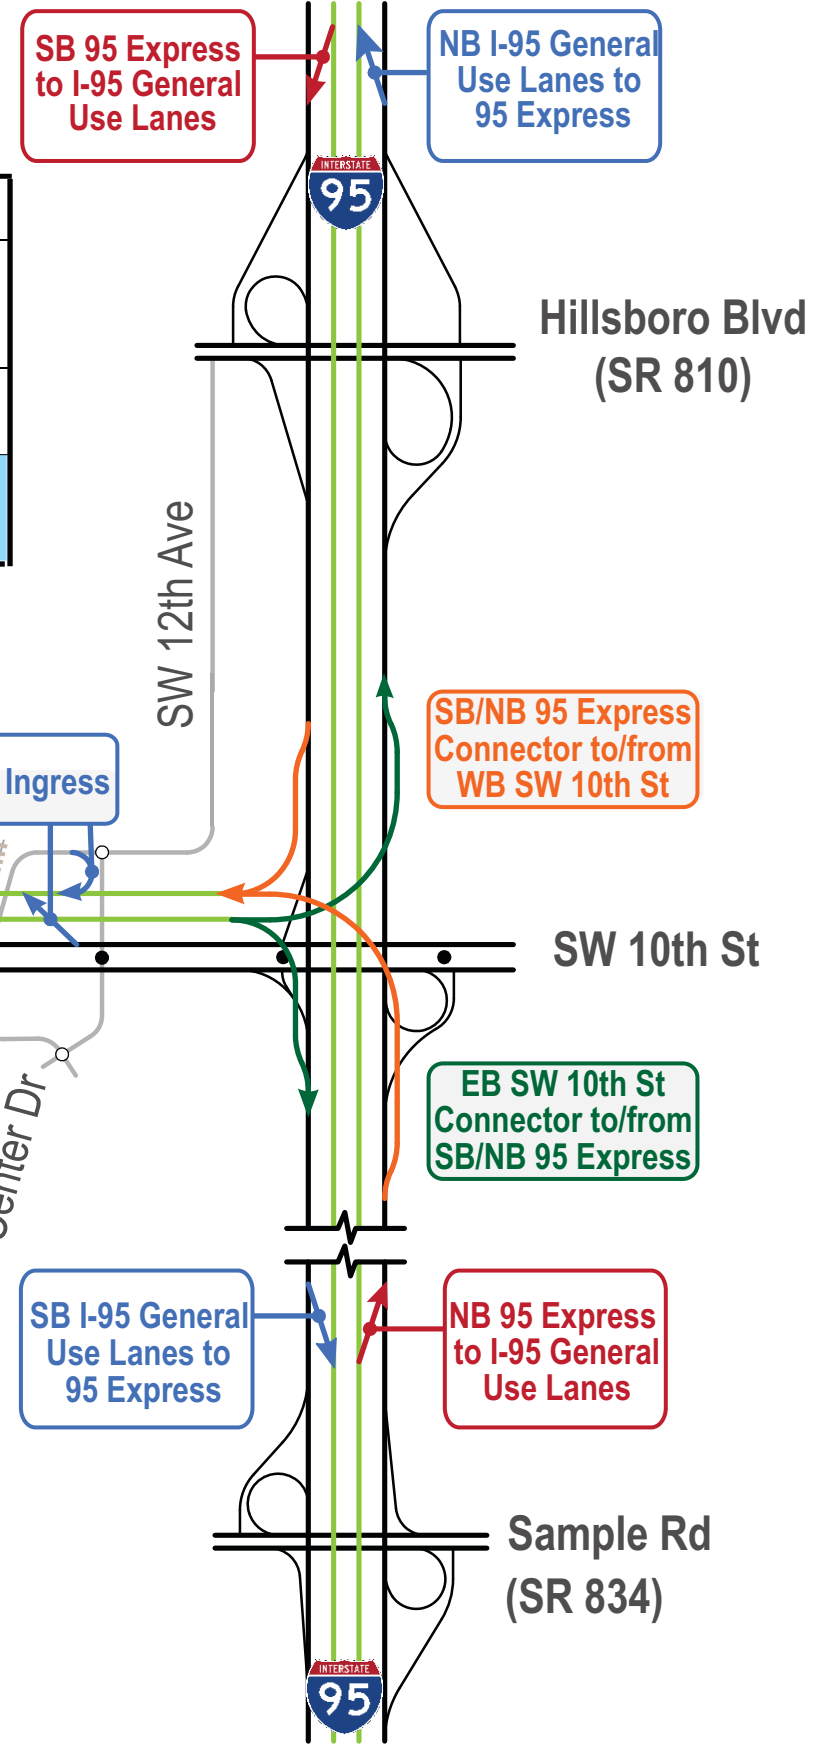 SB 95 Express
to I-95 General
Use Lanes
NB I-95 General
Use Lanes to
95 Express
INTERSTATE
95
Hillsboro Blvd
(SR 810)
SW 12th Ave
SB/NB 95 Express
Connector to/from
WB SW 10th St
Ingress
SW 10th St
EB SW 10th St
Connector to/from
SB/NB 95 Express
Center Dr
SB I-95 General
Use Lanes to
95 Express
NB 95 Express
to I-95 General
Use Lanes
Sample Rd
(SR 834)
INTERSTATE
95